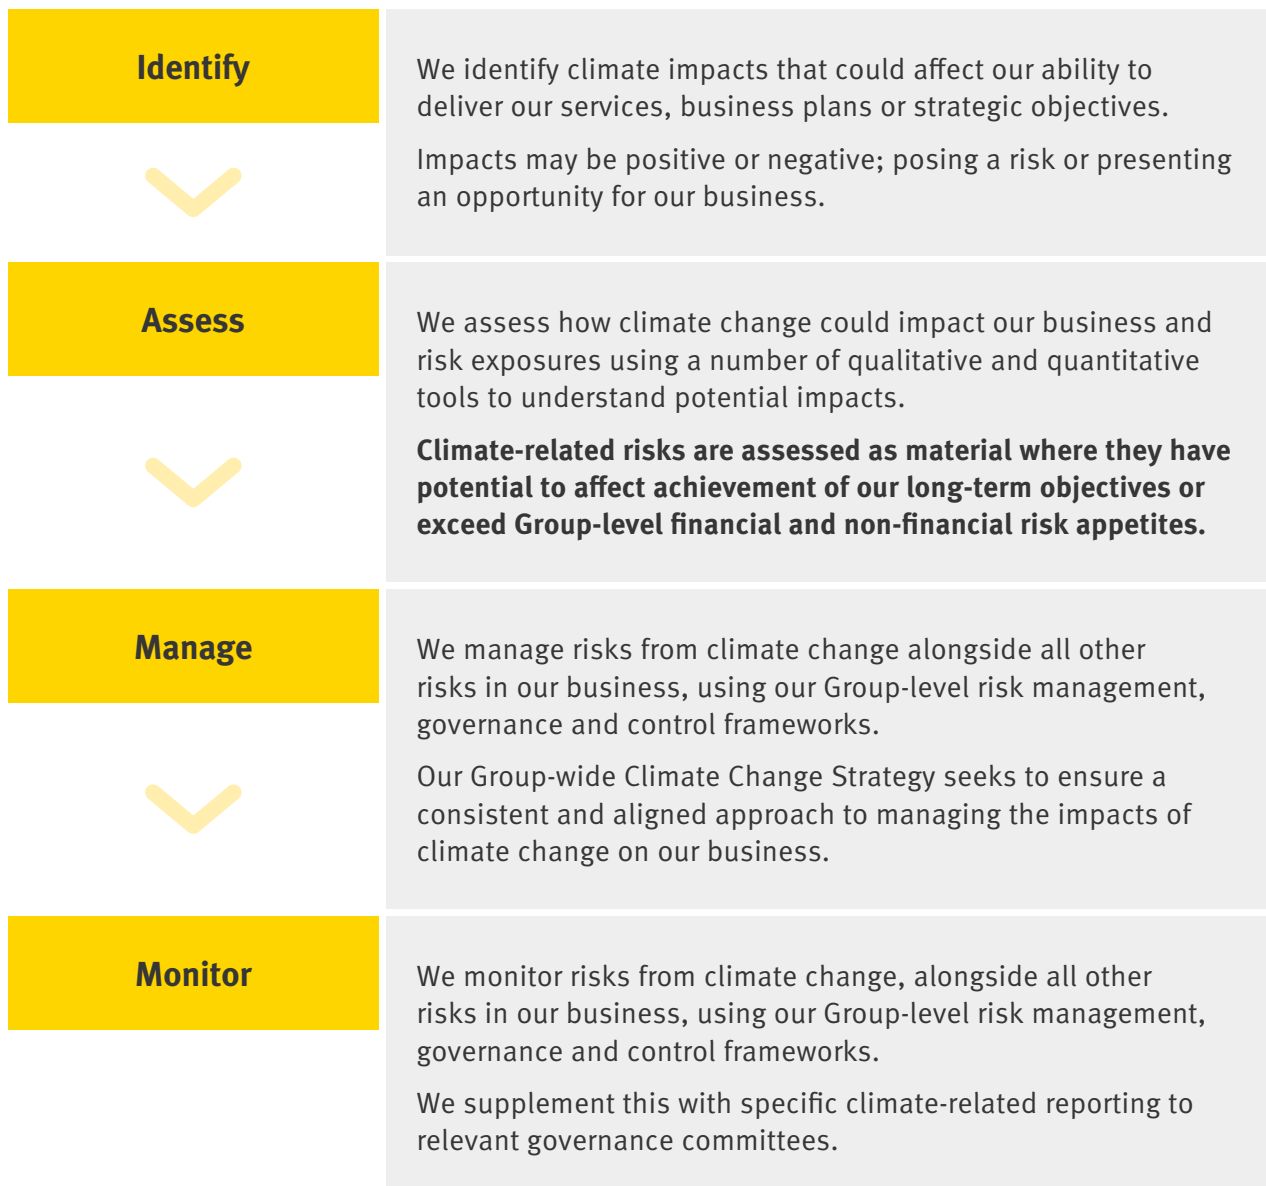 Identify
We identify climate impacts that could affect our ability to
deliver our services, business plans or strategic objectives.
Impacts may be positive or negative; posing a risk or presenting
an opportunity for our business.
Assess
We assess how climate change could impact our business and
risk exposures using a number of qualitative and quantitative
tools to understand potential impacts.
Climate-related risks are assessed as material where they have
potential to affect achievement of our long-term objectives or
exceed Group-level financial and non-financial risk appetites.
Manage
We manage risks from climate change alongside all other
risks in our business, using our Group-level risk management,
governance and control frameworks.
Our Group-wide Climate Change Strategy seeks to ensure a
consistent and aligned approach to managing the impacts of
climate change on our business.
Monitor
We monitor risks from climate change, alongside all other
risks in our business, using our Group-level risk management,
governance and control frameworks.
We supplement this with specific climate-related reporting to
relevant governance committees.